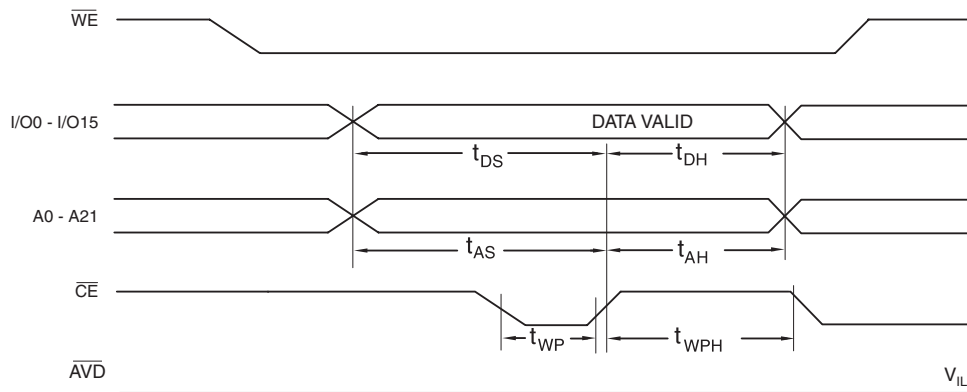 WE
I/O0 - I/O15
DATA VALID
tDS
tDH
A0 - A21
tAS
tAH
CE
tWP
tWPH
AVD
VIL